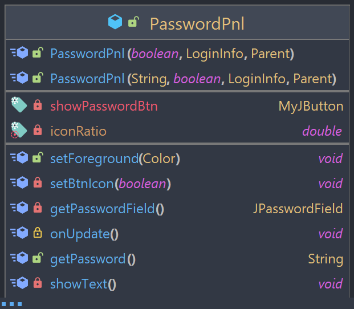 PasswordPnl
PasswordPnl(boolean, LoginInfo, Parent)
PasswordPnl(String, boolean, LoginInfo, Parent)
showPasswordBtn MyJButton
iconRatio double
setForeground(Color) void
setBtnIcon(boolean) void
getPasswordField() JPasswordField
onUpdate() void
getPassword() String
showText() void